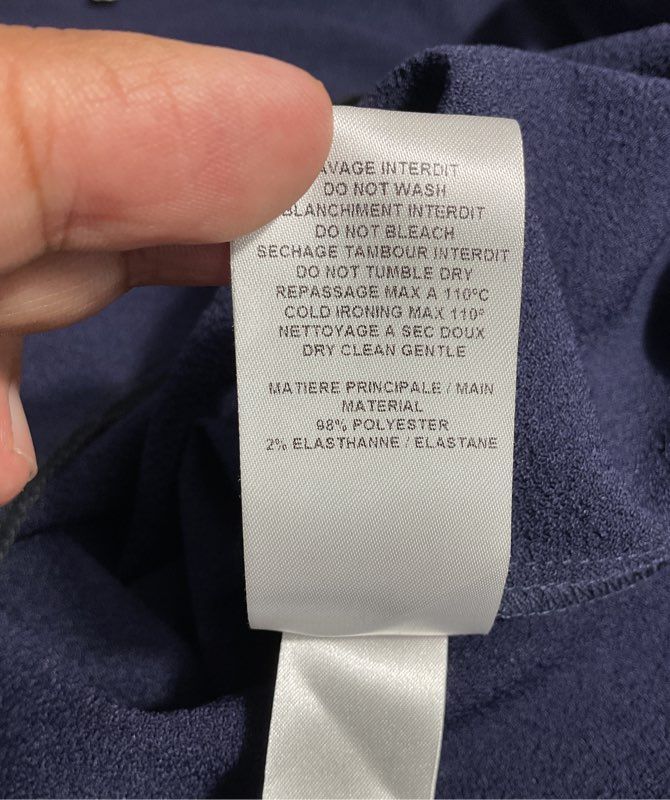 AVAGE INTERDIT
DO NOT WASH
BLANCHIMENT INTERDIT
DO NOT BLEACH
SECHAGE TAMBOUR INTERDIT
DO NOT TUMBLE DRY
REPASSAGE MAX A 110°C
COLD IRONING MAX 110°
NETTOYAGE A SEC DOUX
DRY CLEAN GENTLE
MATIERE PRINCIPALE / MAIN
MATERIAL
98% POLYESTER
2% ELASTHANNE / ELASTANE